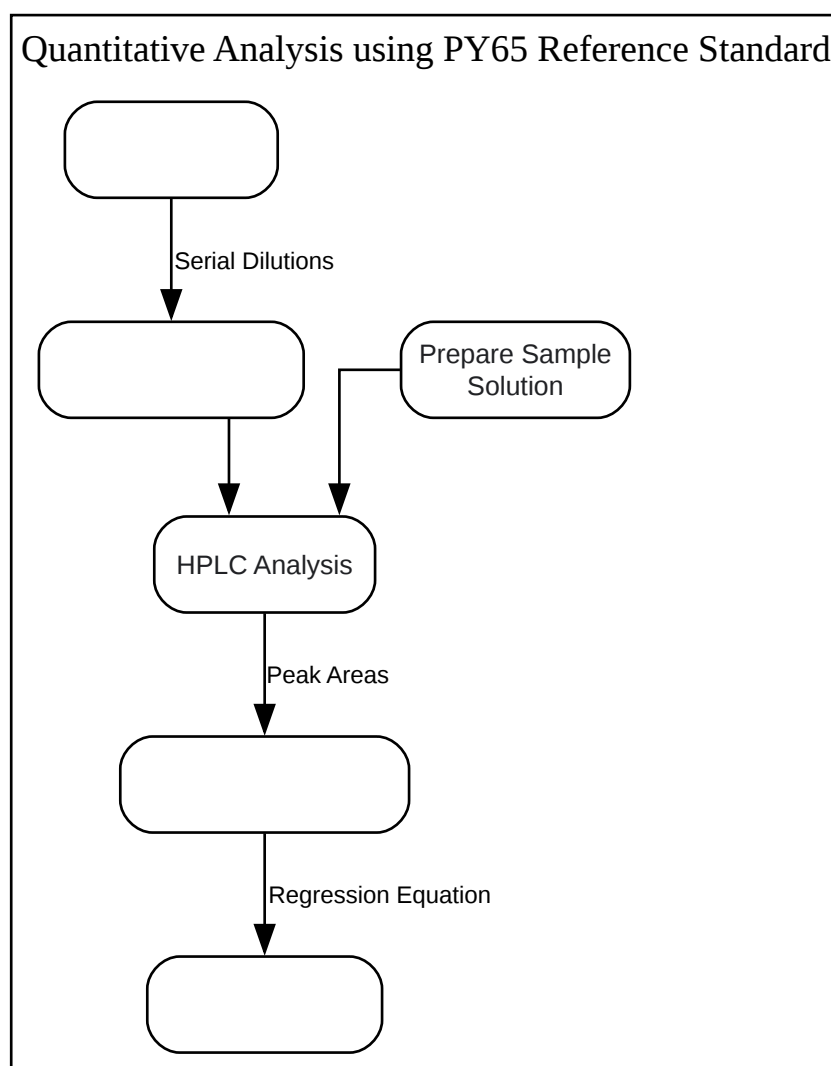 Quantitative Analysis using PY65 Reference Standard
Serial Dilutions
Prepare Sample
Solution
HPLC Analysis
Peak Areas
Regression Equation